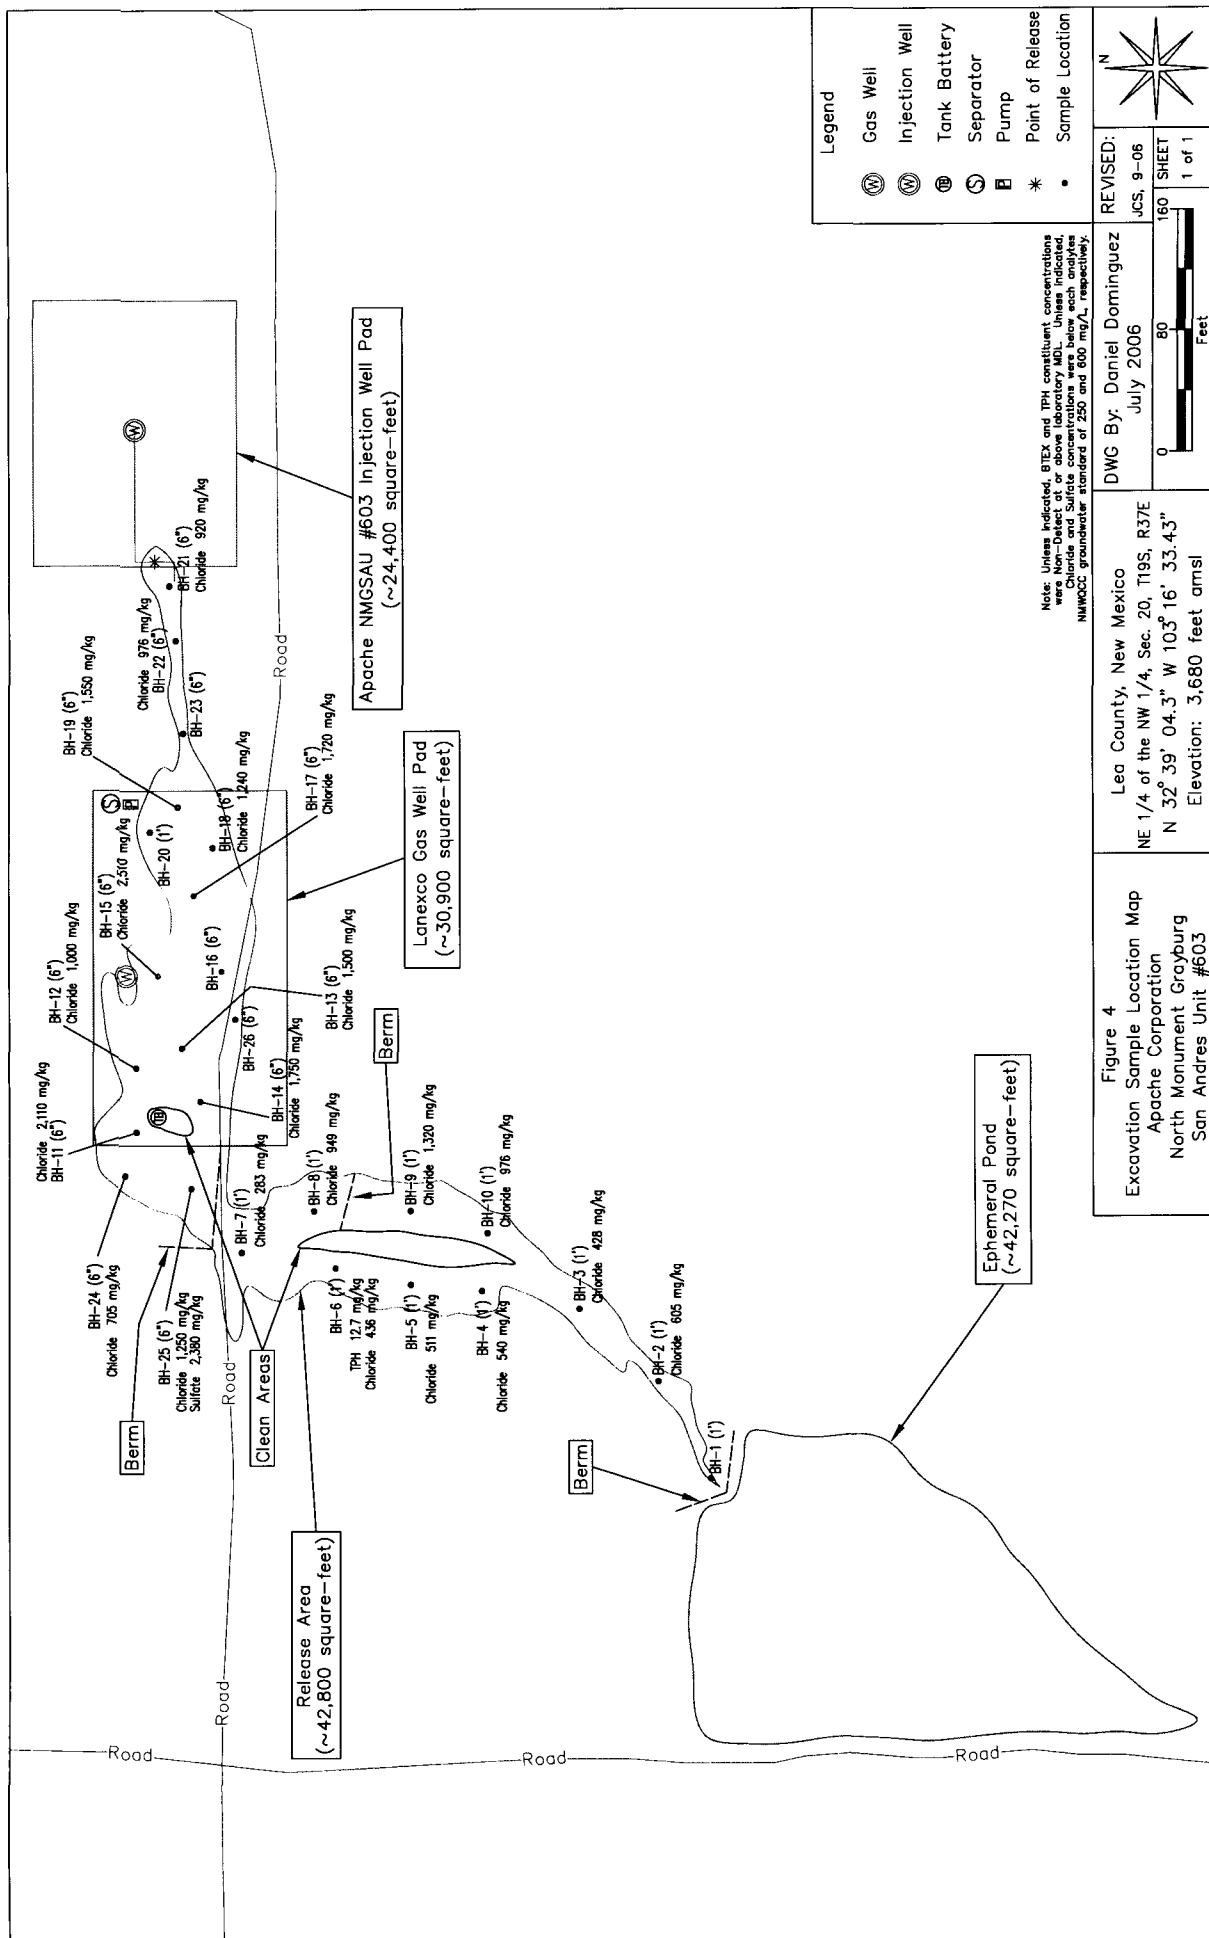 Legend
Gas Well
Injection Well
Tank Battery
Separator
Pump
Point of Release
Sample Location
Apache NMGSAU #603 Injection Well Pad
(~24,400 square-feet)
Lanexco Gas Well Pad
(~30,900 square-feet)
Release Area
(~42,800 square-feet)
Ephemeral Pond
(~42,270 square-feet)
Clean Areas
Berm
Berm
Berm
Road
Road
Road
Road
Road
Road
W
W
TB
S
P
BH-1 (1')
BH-2 (1')
Chloride 605 mg/kg
BH-3 (1')
Chloride 428 mg/kg
BH-4 (1')
Chloride 540 mg/kg
BH-5 (1')
Chloride 511 mg/kg
BH-6 (1')
TPH 12.7 mg/kg
Chloride 436 mg/kg
BH-7 (1')
Chloride 283 mg/kg
BH-8 (1')
Chloride 949 mg/kg
BH-9 (1')
Chloride 1,320 mg/kg
BH-10 (1')
Chloride 976 mg/kg
Chloride 2,110 mg/kg
BH-11 (6")
BH-12 (6")
Chloride 1,000 mg/kg
BH-13 (6")
Chloride 1,500 mg/kg
BH-14 (6")
Chloride 1,750 mg/kg
BH-15 (6")
Chloride 2,510 mg/kg
BH-16 (6")
BH-17 (6")
Chloride 1,720 mg/kg
BH-18 (6")
Chloride 1,240 mg/kg
BH-19 (6")
Chloride 1,550 mg/kg
BH-20 (1')
BH-21 (6")
Chloride 920 mg/kg
Chloride 976 mg/kg
BH-22 (6")
BH-23 (6")
BH-24 (6")
Chloride 705 mg/kg
BH-25 (6")
Chloride 1,250 mg/kg
Sulfate 2,380 mg/kg
BH-26 (6")
Note: Unless indicated, BTEX and TPH constituent concentrations
were Non-Detect at or above laboratory MDL. Unless indicated,
Chloride and Sulfate concentrations were below each analytes
NMWQCC groundwater standard of 250 and 600 mg/L, respectively.
Figure 4
Excavation Sample Location Map
Apache Corporation
North Monument Grayburg
San Andres Unit #603
Lea County, New Mexico
NE 1/4 of the NW 1/4, Sec. 20, T19S, R37E
N 32° 39' 04.3" W 103° 16' 33.43"
Elevation: 3,680 feet amsl
DWG By: Daniel Dominguez
July 2006
REVISED:
JCS, 9-06
SHEET
1 of 1
0 80 160
Feet
N